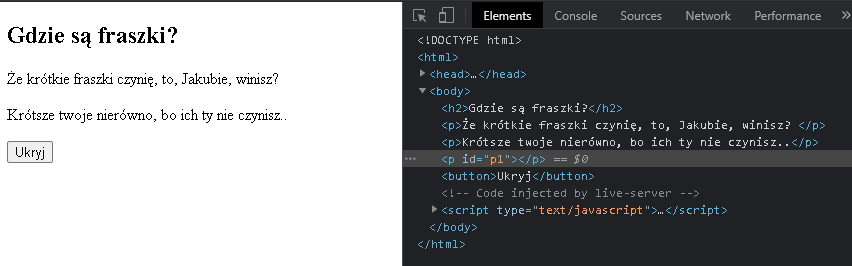 Gdzie są fraszki?
Że krótkie fraszki czynię, to, Jakubie, winisz?
Krótsze twoje nierówno, bo ich ty nie czynisz..
Ukryj
Elements Console Sources Network Performance »
<!DOCTYPE html>
<html>
▶<head>…</head>
▼<body>
<h2>Gdzie są fraszki?</h2>
<p>Że krótkie fraszki czynię, to, Jakubie, winisz? </p>
<p>Krótsze twoje nierówno, bo ich ty nie czynisz..</p>
… <p id="p1"></p> == $0
<button>Ukryj</button>
<!-- Code injected by live-server -->
▶<script type="text/javascript">…</script>
</body>
</html>